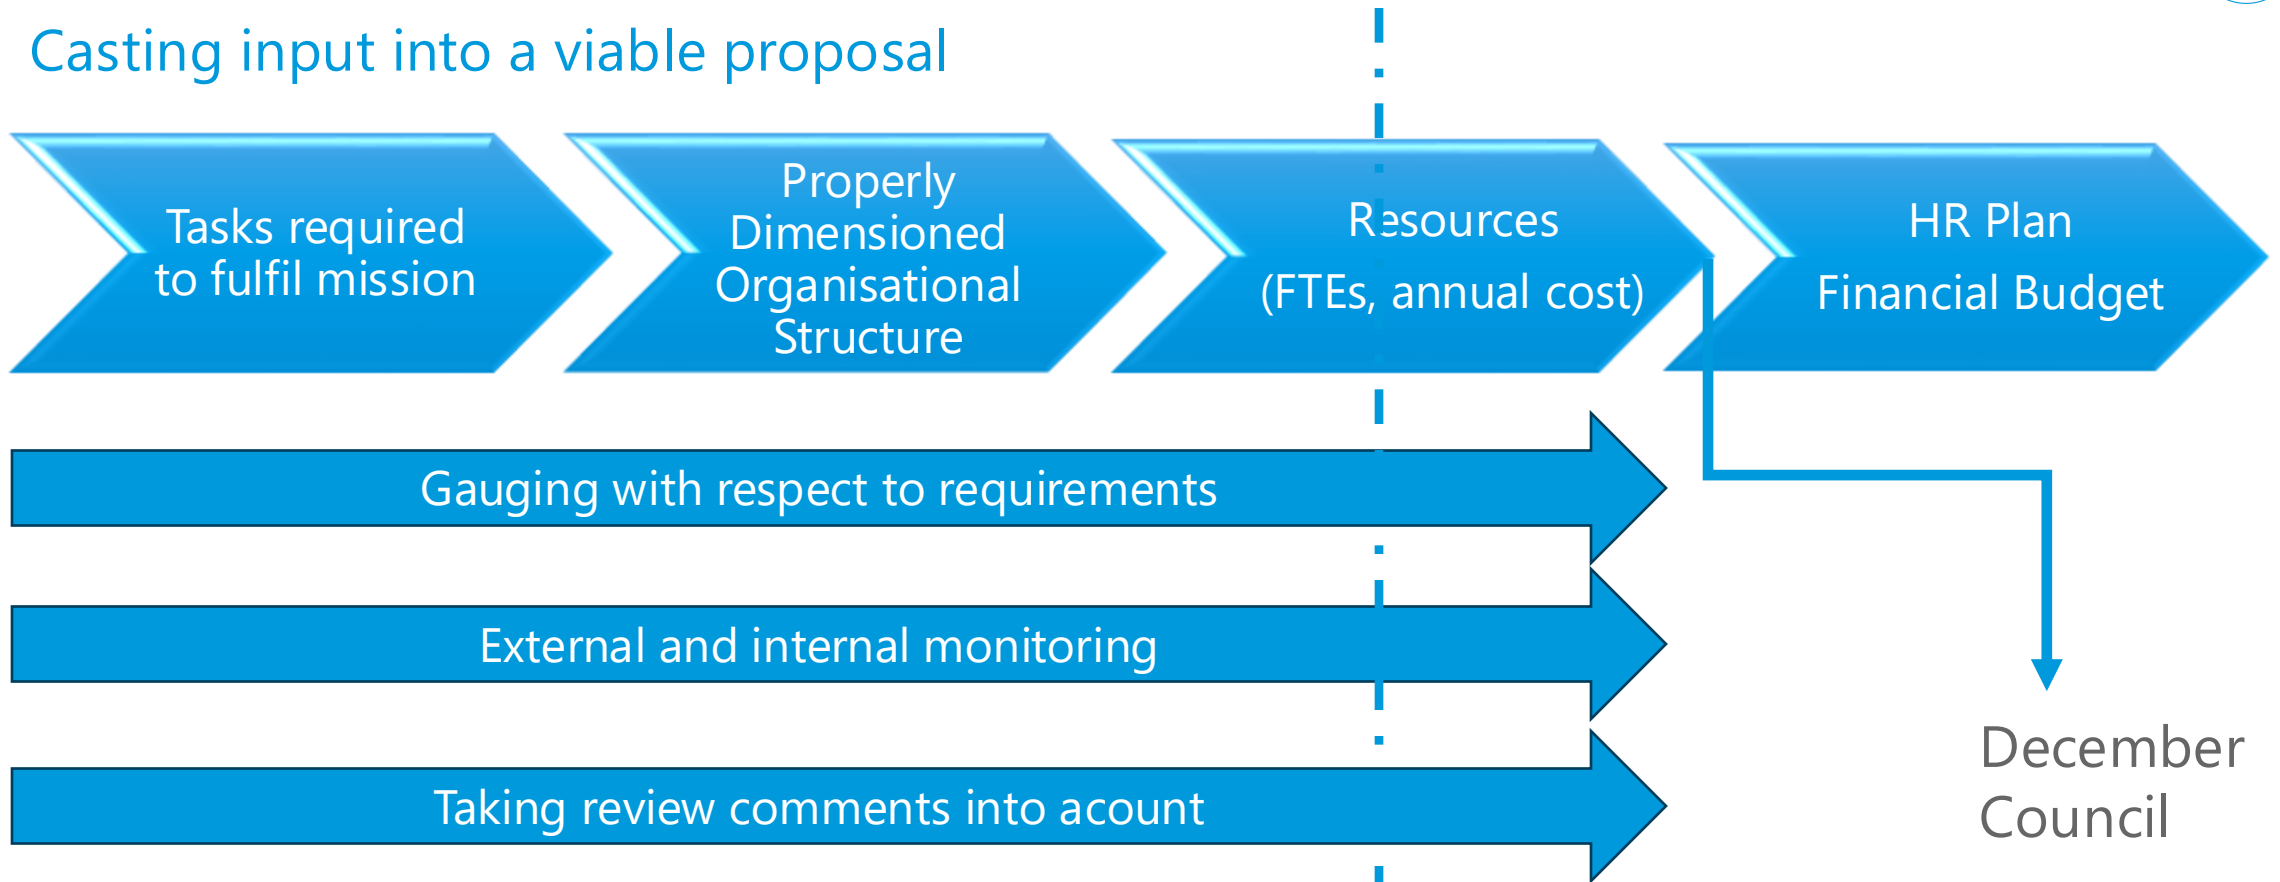 Casting input into a viable proposal
Tasks required
to fulfil mission
Properly
Dimensioned
Organisational
Structure
Resources
(FTEs, annual cost)
HR Plan
Financial Budget
Gauging with respect to requirements
External and internal monitoring
Taking review comments into acount
December
Council